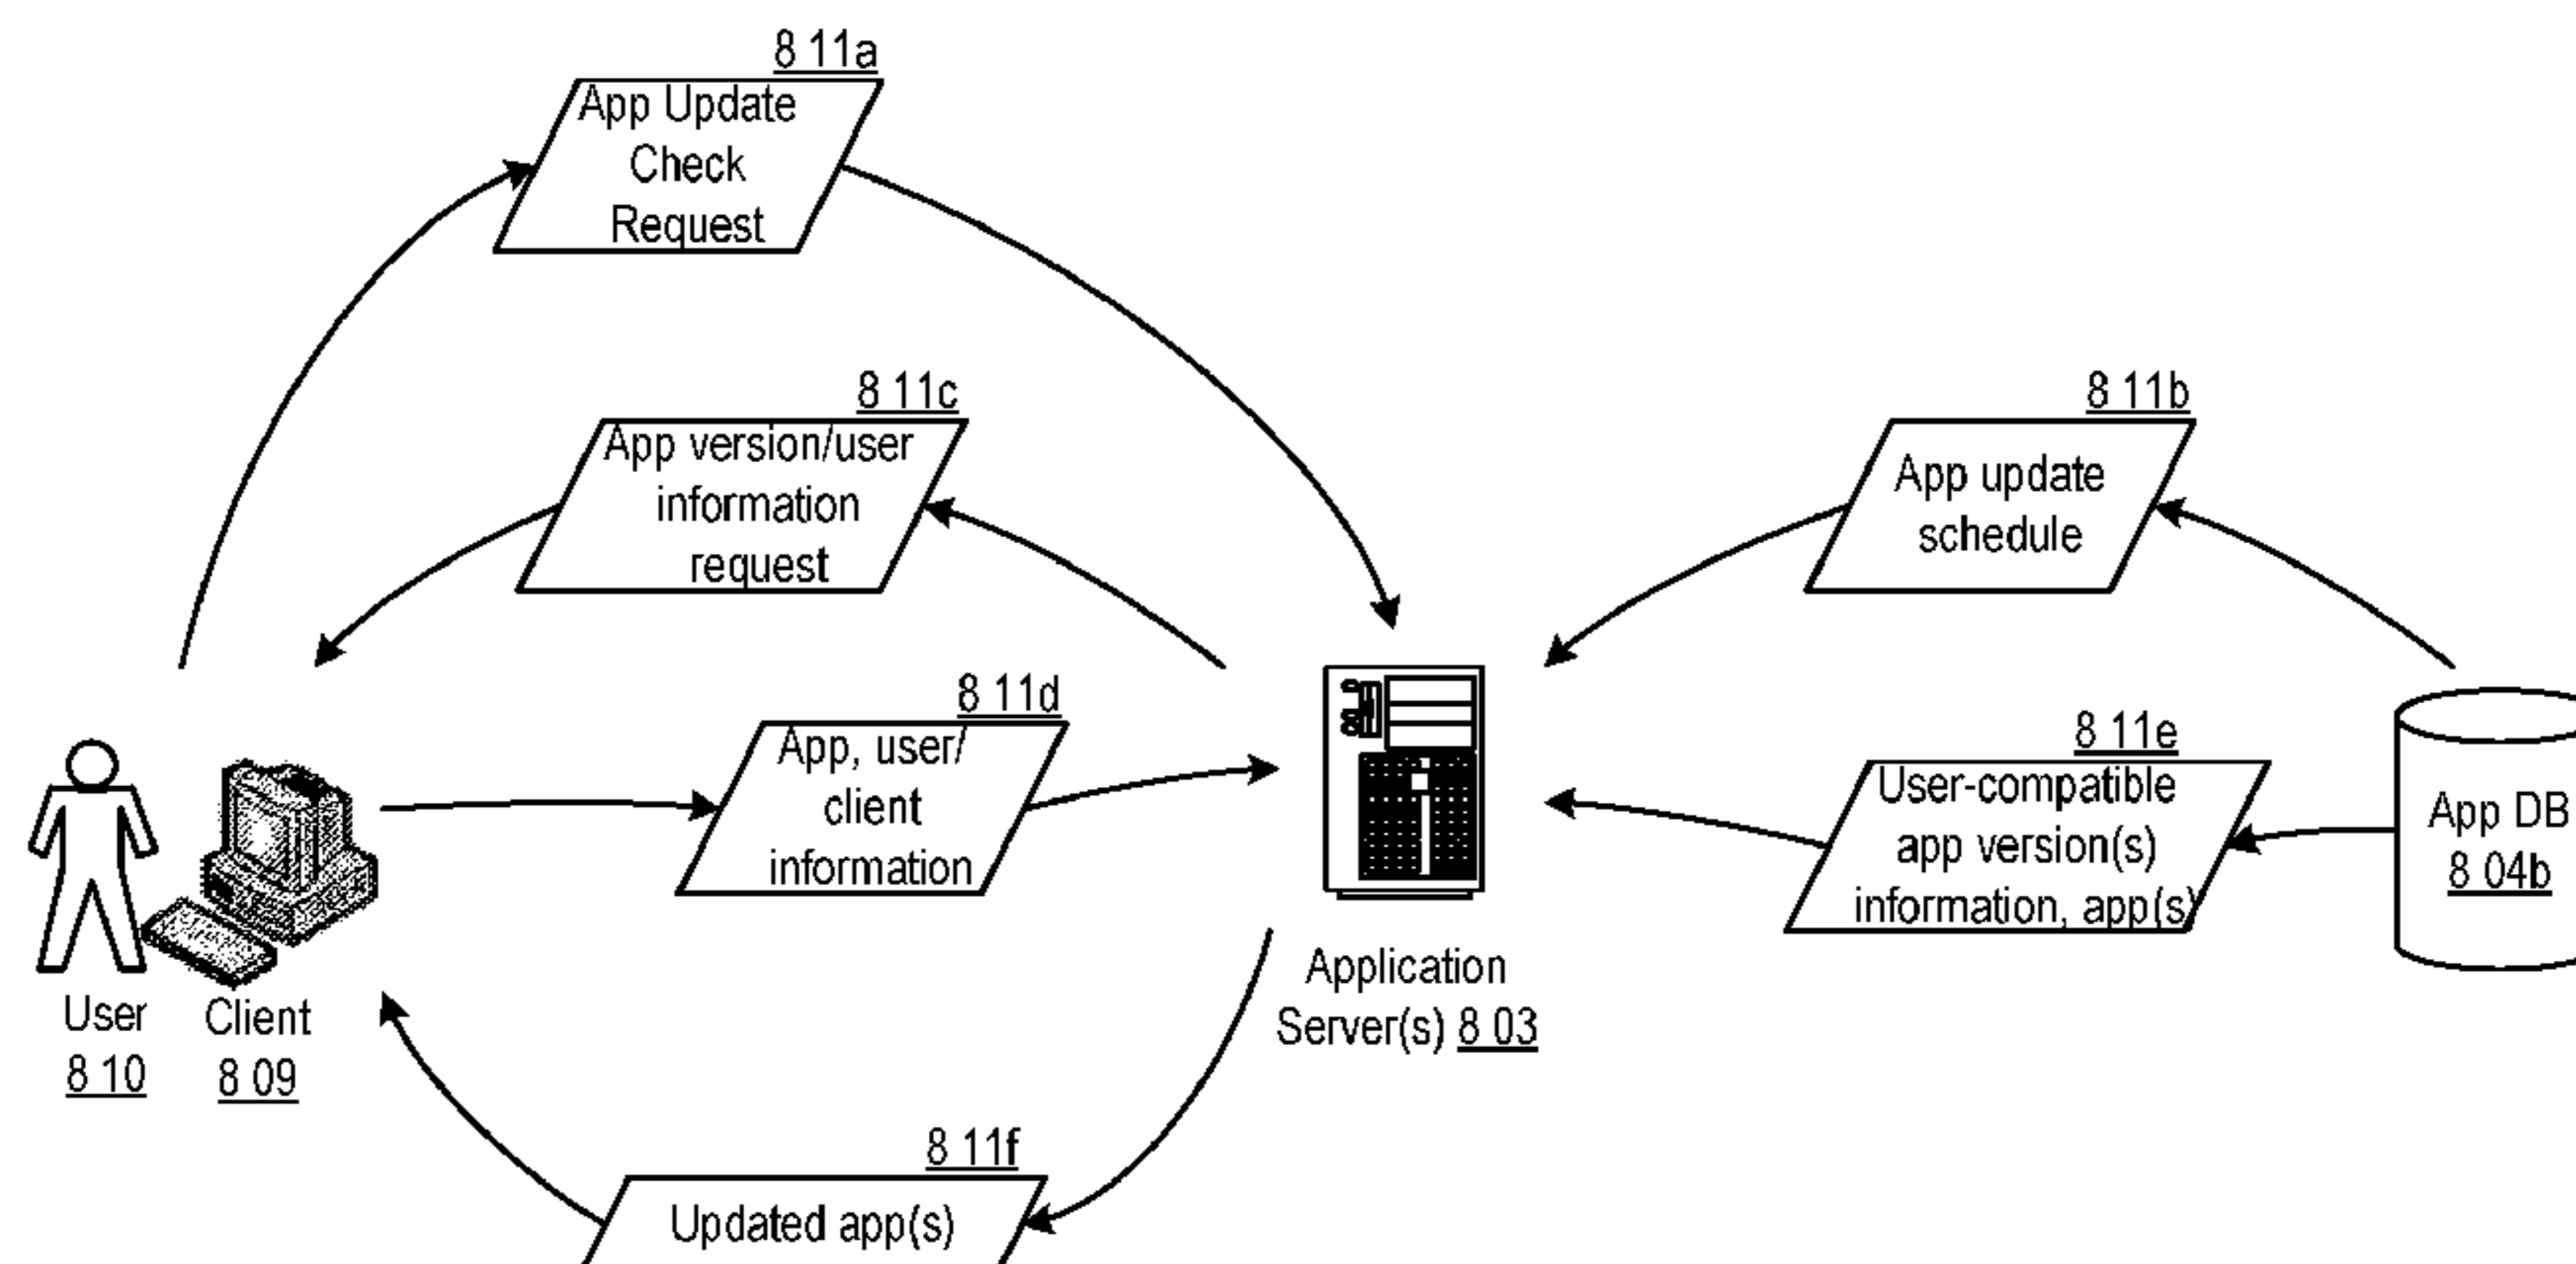 8 11a
App Update
Check
Request
8 11c
App version/user
information
request
8 11b
App update
schedule
8 11d
App, user/
client
information
8 11e
User-compatible
app version(s)
information, app(s)
App DB
8 04b
Application
Server(s) 8 03
User
8 10
Client
8 09
8 11f
Updated app(s)